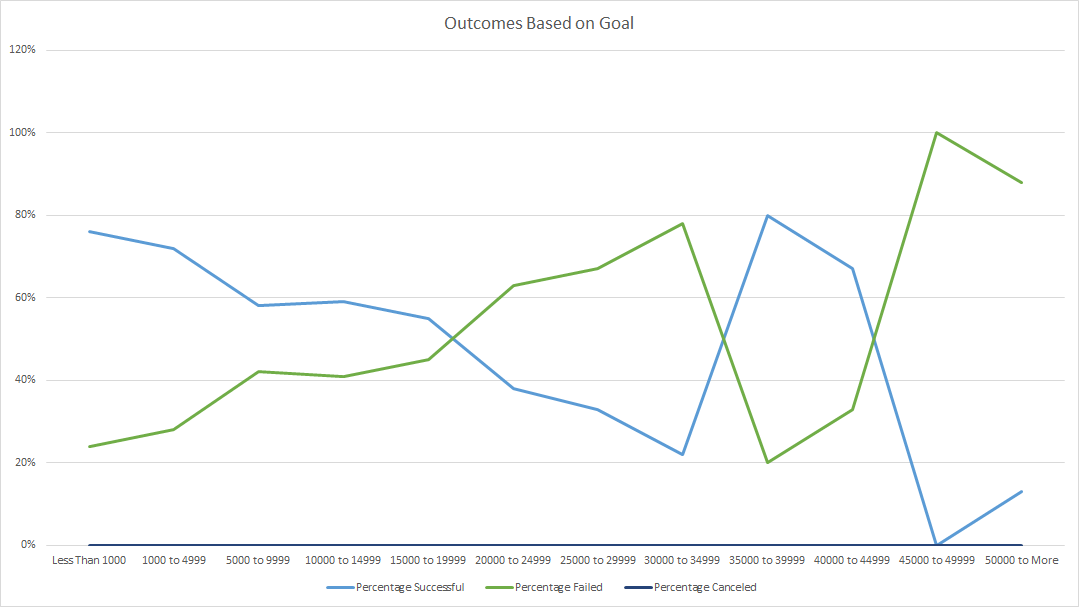 Outcomes Based on Goal
120%
100%
80%
60%
40%
20%
0%
Less Than 1000 1000 to 4999 5000 to 9999 10000 to 14999 15000 to 19999 20000 to 24999 25000 to 29999 30000 to 34999 35000 to 39999 40000 to 44999 45000 to 49999 50000 to More
Percentage Successful Percentage Failed Percentage Canceled